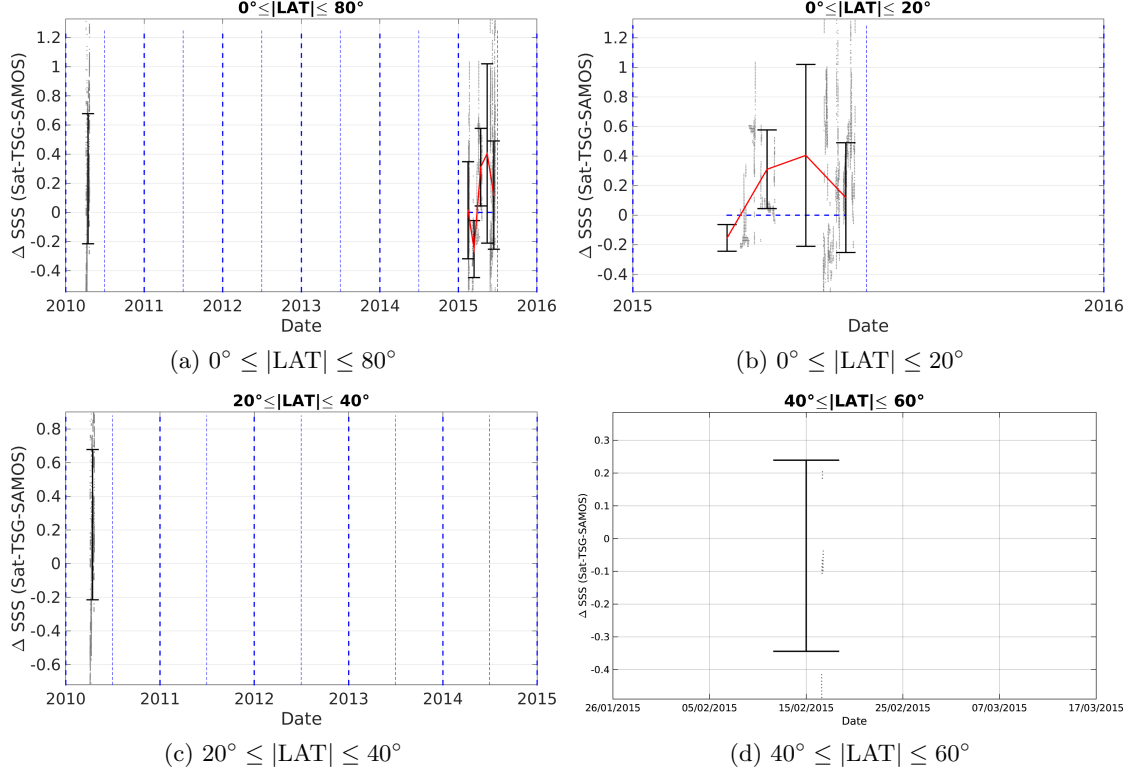 0°≤|LAT|≤ 80°
Δ SSS (Sat-TSG-SAMOS)
1.2
1
0.8
0.6
0.4
0.2
0
-0.2
-0.4
2010 2011 2012 2013 2014 2015 2016
Date
(a) 0° ≤ |LAT| ≤ 80°
0°≤|LAT|≤ 20°
Δ SSS (Sat-TSG-SAMOS)
1.2
1
0.8
0.6
0.4
0.2
0
-0.2
-0.4
2015 2016
Date
(b) 0° ≤ |LAT| ≤ 20°
20°≤|LAT|≤ 40°
Δ SSS (Sat-TSG-SAMOS)
0.8
0.6
0.4
0.2
0
-0.2
-0.4
-0.6
2010 2011 2012 2013 2014 2015
Date
(c) 20° ≤ |LAT| ≤ 40°
40°≤|LAT|≤ 60°
Δ SSS (Sat-TSG-SAMOS)
0.3
0.2
0.1
0
-0.1
-0.2
-0.3
-0.4
26/01/2015 05/02/2015 15/02/2015 25/02/2015 07/03/2015 17/03/2015
Date
(d) 40° ≤ |LAT| ≤ 60°